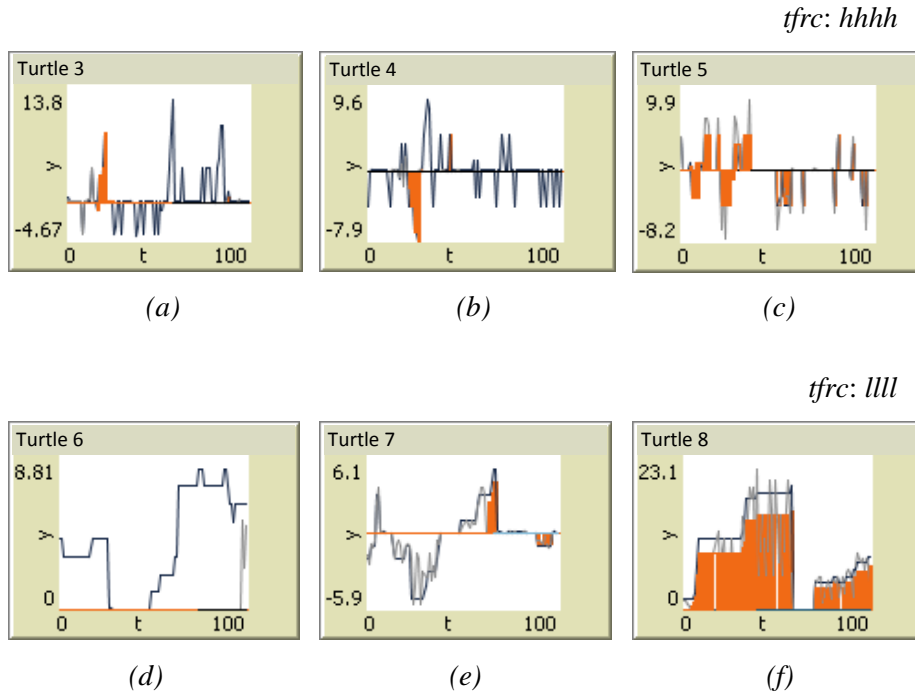 tfrc: hhhh
Turtle 3
13.8
y
-4.67
0 t 100
(a)
Turtle 4
9.6
y
-7.9
0 t 100
(b)
Turtle 5
9.9
y
-8.2
0 t 100
(c)
tfrc: llll
Turtle 6
8.81
y
0
0 t 100
(d)
Turtle 7
6.1
y
-5.9
0 t 100
(e)
Turtle 8
23.1
y
0
0 t 100
(f)